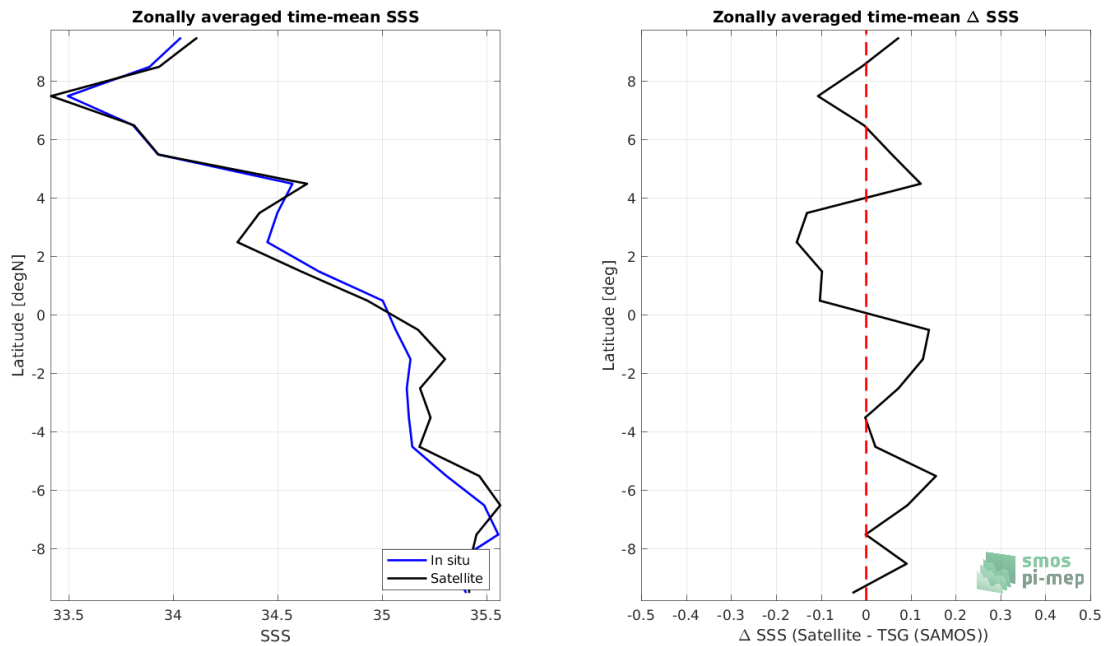 Zonally averaged time-mean SSS
8
6
4
2
0
-2
-4
-6
-8
Latitude [degN]
33.5 34 34.5 35 35.5
SSS
In situ
Satellite
Zonally averaged time-mean Δ SSS
8
6
4
2
0
-2
-4
-6
-8
Latitude [deg]
-0.5 -0.4 -0.3 -0.2 -0.1 0 0.1 0.2 0.3 0.4 0.5
Δ SSS (Satellite - TSG (SAMOS))
smos
pi-mep